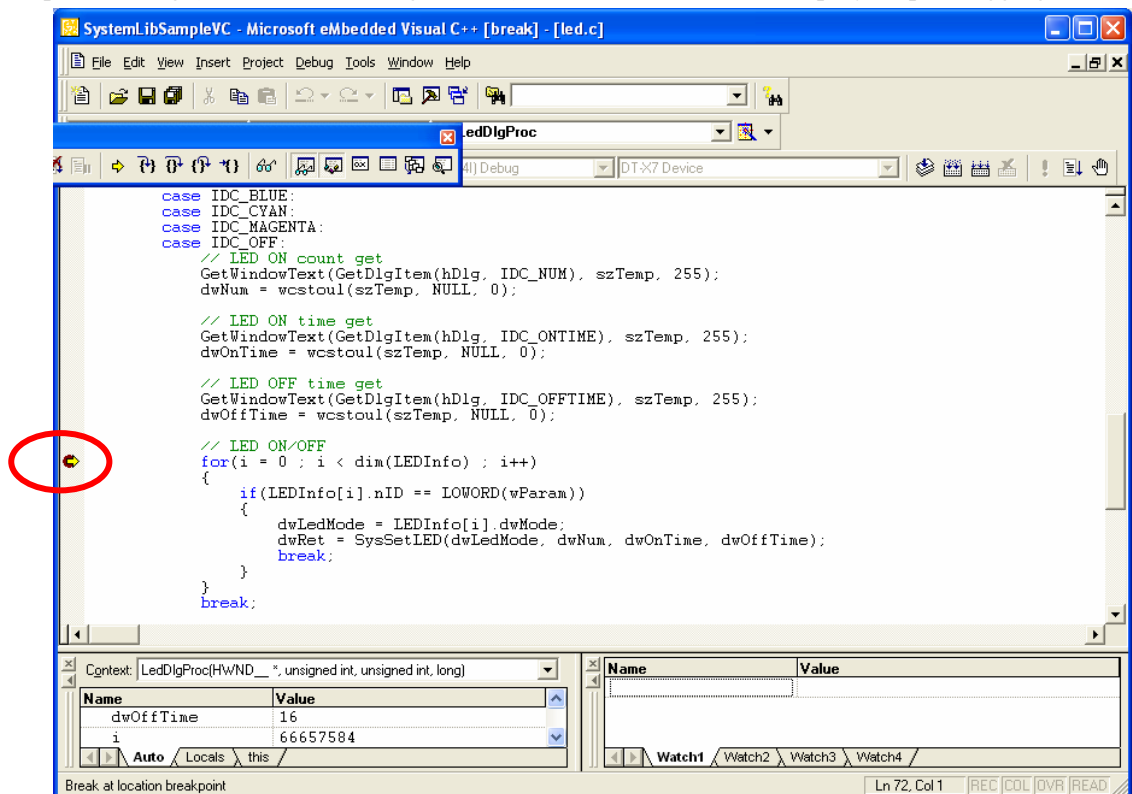 SystemLibSampleVC - Microsoft eMbedded Visual C++ [break] - [led.c]
File Edit View Insert Project Debug Tools Window Help
LedDlgProc
4I) Debug DT-X7 Device
case IDC_BLUE:
case IDC_CYAN:
case IDC_MAGENTA:
case IDC_OFF:
// LED ON count get
GetWindowText(GetDlgItem(hDlg, IDC_NUM), szTemp, 255);
dwNum = wcstoul(szTemp, NULL, 0);
// LED ON time get
GetWindowText(GetDlgItem(hDlg, IDC_ONTIME), szTemp, 255);
dwOnTime = wcstoul(szTemp, NULL, 0);
// LED OFF time get
GetWindowText(GetDlgItem(hDlg, IDC_OFFTIME), szTemp, 255);
dwOffTime = wcstoul(szTemp, NULL, 0);
// LED ON/OFF
for(i = 0 ; i < dim(LEDInfo) ; i++)
{
if(LEDInfo[i].nID == LOWORD(wParam))
{
dwLedMode = LEDInfo[i].dwMode;
dwRet = SysSetLED(dwLedMode, dwNum, dwOnTime, dwOffTime);
break;
}
}
break;
Context: LedDlgProc(HWND__ *, unsigned int, unsigned int, long)
Name Value
dwOffTime 16
i 66657584
Auto Locals this
Name Value
Watch1 Watch2 Watch3 Watch4
Break at location breakpoint Ln 72, Col 1 REC COL OVR READ